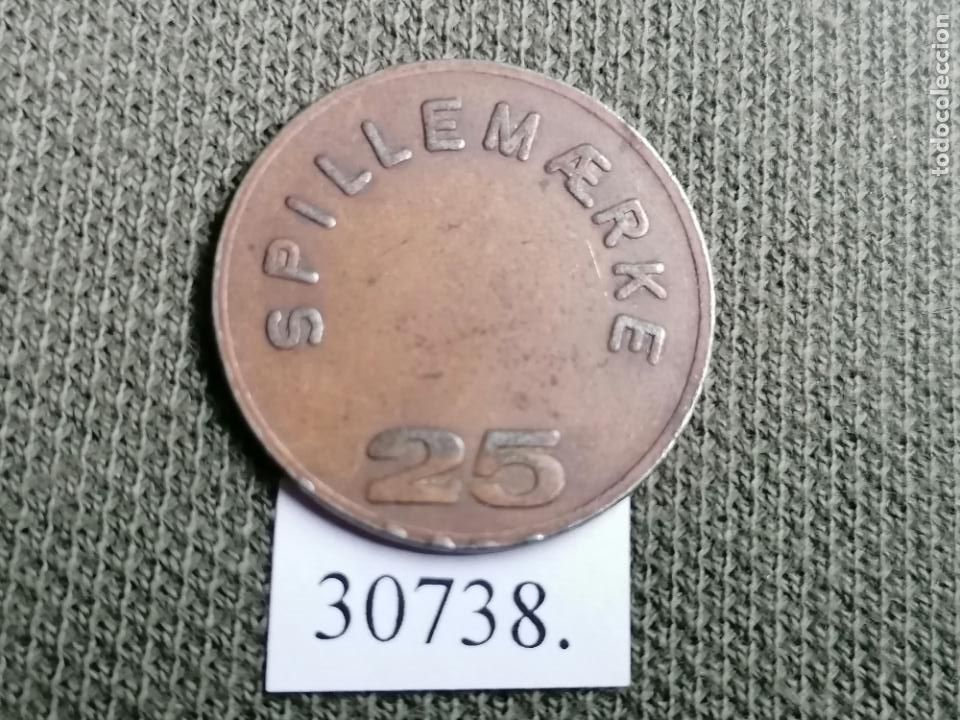 SPILLEMÆRKE
25
30738.
todocoleccion